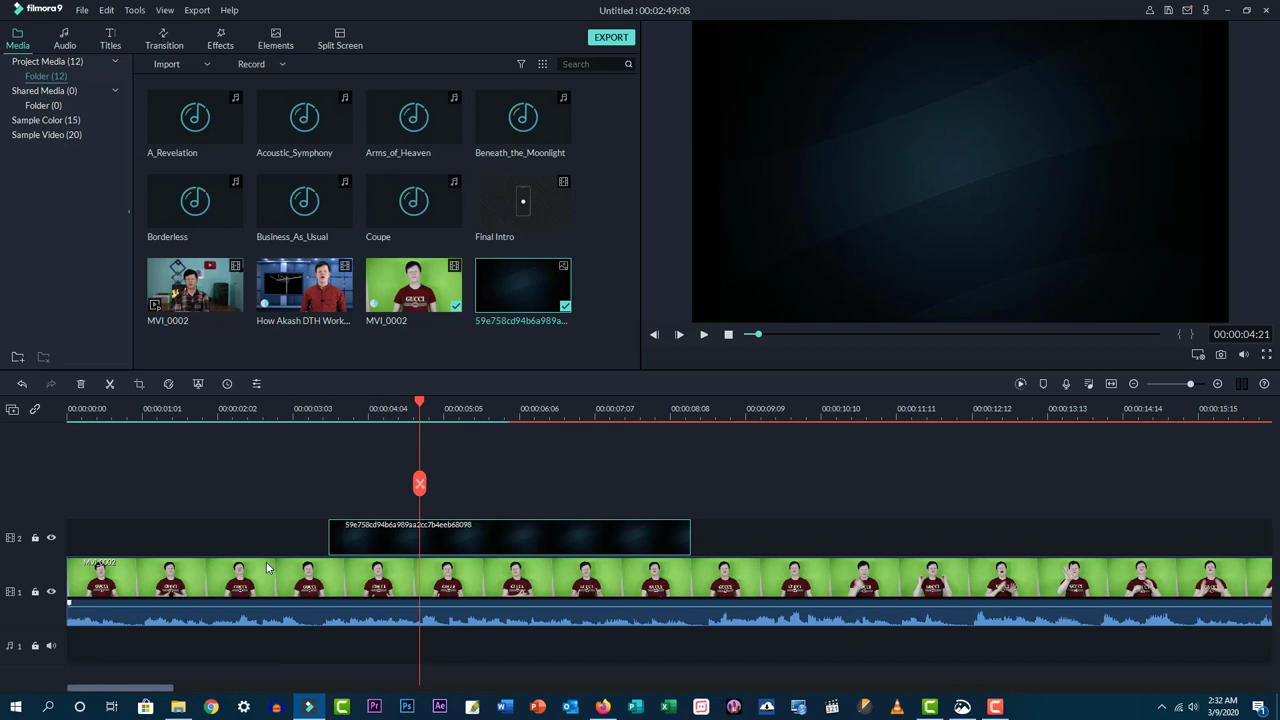 filmora9 File Edit Tools View Export Help Untitled : 00:02:49:08
Media Audio Titles Transition Effects Elements Split Screen EXPORT
Project Media (12)
Folder (12)
Shared Media (0)
Folder (0)
Sample Color (15)
Sample Video (20)
Import Record Search
A_Revelation Acoustic_Symphony Arms_of_Heaven Beneath_the_Moonlight
Borderless Business_As_Usual Coupe Final Intro
GUCCI
MVI_0002 How Akash DTH Work... MVI_0002 59e758cd94b6a989a...
00:00:04:21
00:00:00:00 00:00:01:01 00:00:02:02 00:00:03:03 00:00:04:04 00:00:05:05 00:00:06:06 00:00:07:07 00:00:08:08 00:00:09:09 00:00:10:10 00:00:11:11 00:00:12:12 00:00:13:13 00:00:14:14 00:00:15:15
59e758cd94b6a989aa2cc7b4eeb68098
2
MVI_0002
1
1
Pr Ps Ae
2:32 AM
3/9/2020